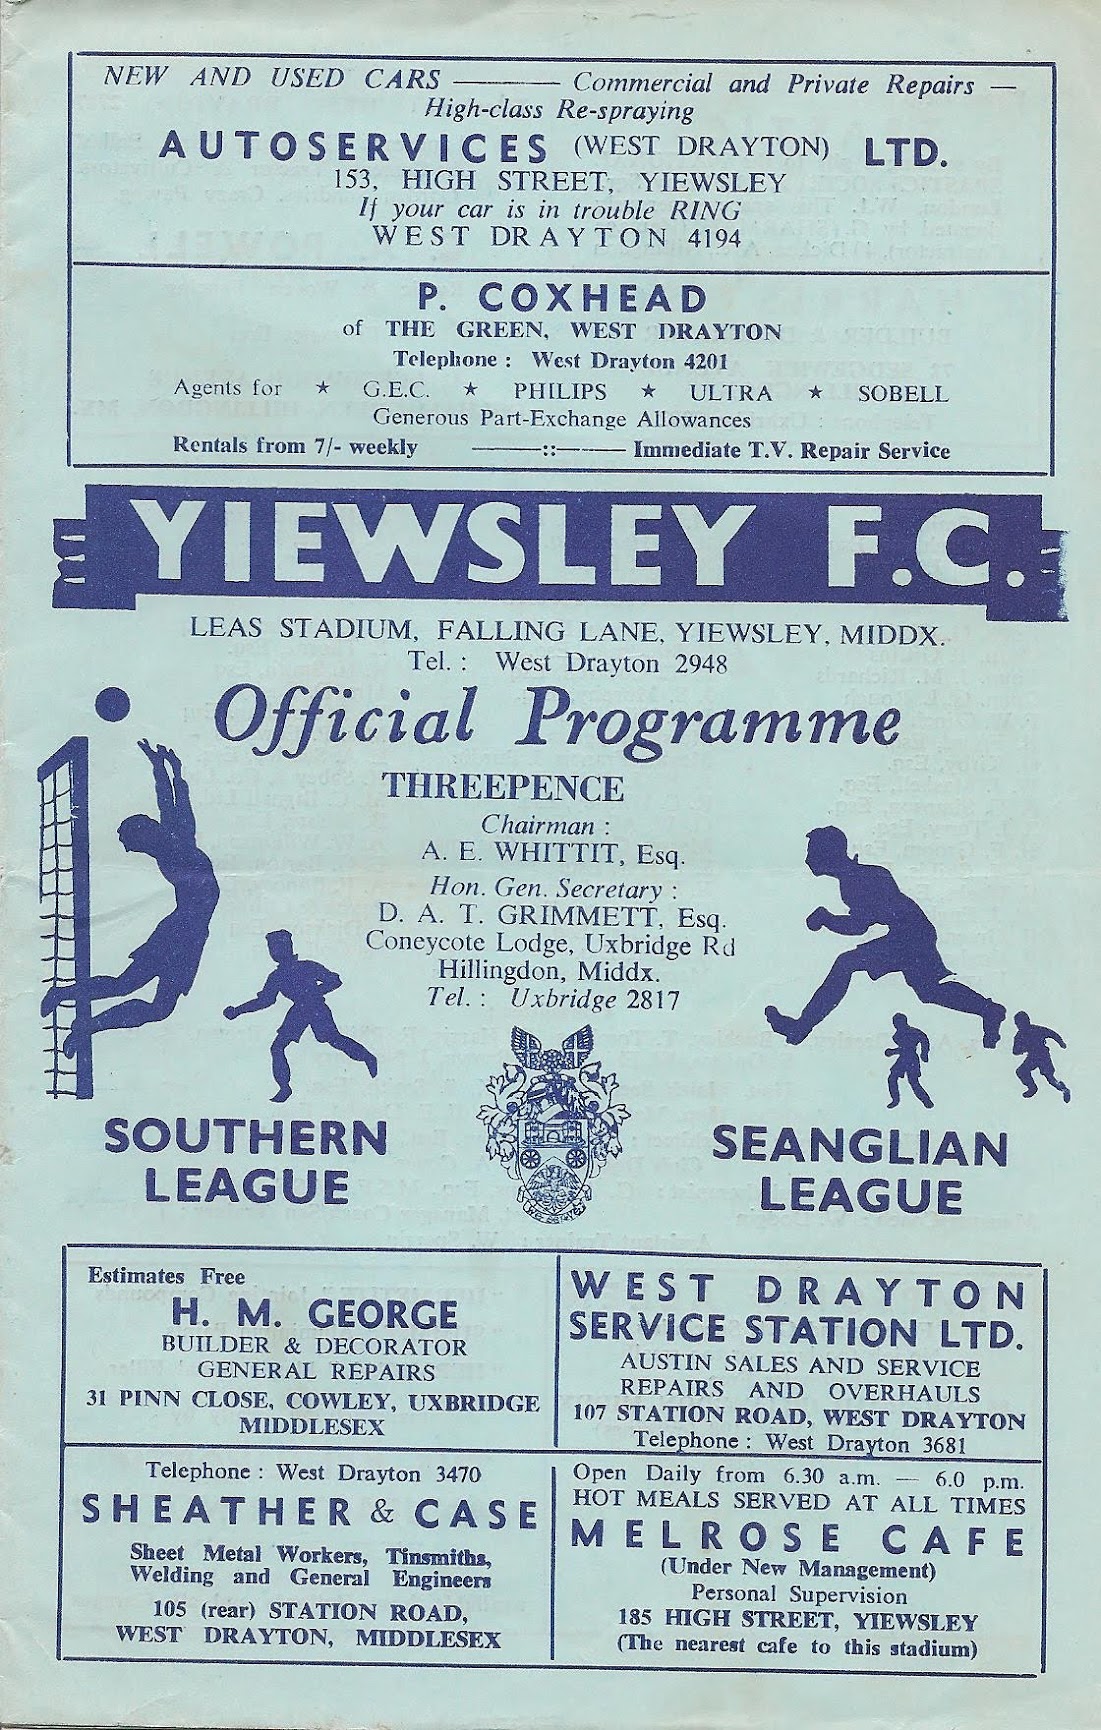 NEW AND USED CARS ——— Commercial and Private Repairs —
High-class Re-spraying
AUTOSERVICES (WEST DRAYTON) LTD.
153, HIGH STREET, YIEWSLEY
If your car is in trouble RING
WEST DRAYTON 4194
P. COXHEAD
of THE GREEN, WEST DRAYTON
Telephone : West Drayton 4201
Agents for ★ G.E.C. ★ PHILIPS ★ ULTRA ★ SOBELL
Generous Part-Exchange Allowances
Rentals from 7/- weekly ——::—— Immediate T.V. Repair Service
YIEWSLEY F.C.
LEAS STADIUM, FALLING LANE, YIEWSLEY, MIDDX.
Tel. : West Drayton 2948
Official Programme
THREEPENCE
Chairman :
A. E. WHITTIT, Esq.
Hon. Gen. Secretary :
D. A. T. GRIMMETT, Esq.
Coneycote Lodge, Uxbridge Rd
Hillingdon, Middx.
Tel. : Uxbridge 2817
SOUTHERN
LEAGUE
WE SERVE
SEANGLIAN
LEAGUE
Estimates Free
H. M. GEORGE
BUILDER & DECORATOR
GENERAL REPAIRS
31 PINN CLOSE, COWLEY, UXBRIDGE
MIDDLESEX
WEST DRAYTON
SERVICE STATION LTD.
AUSTIN SALES AND SERVICE
REPAIRS AND OVERHAULS
107 STATION ROAD, WEST DRAYTON
Telephone : West Drayton 3681
Telephone : West Drayton 3470
SHEATHER & CASE
Sheet Metal Workers, Tinsmiths,
Welding and General Engineers
105 (rear) STATION ROAD,
WEST DRAYTON, MIDDLESEX
Open Daily from 6.30 a.m. — 6.0 p.m.
HOT MEALS SERVED AT ALL TIMES
MELROSE CAFE
(Under New Management)
Personal Supervision
185 HIGH STREET, YIEWSLEY
(The nearest cafe to this stadium)